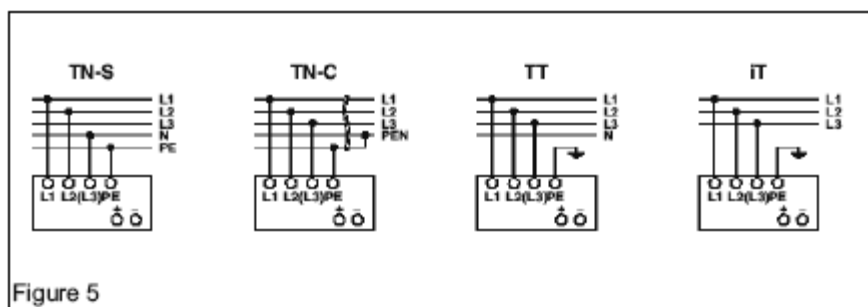 TN-S
L1
L2
L3
N
PE
L1 L2(L3)PE
+ -
TN-C
L1
L2
L3
PEN
L1 L2(L3)PE
+ -
TT
L1
L2
L3
N
L1 L2(L3)PE
+ -
iT
L1
L2
L3
L1 L2(L3)PE
+ -
Figure 5